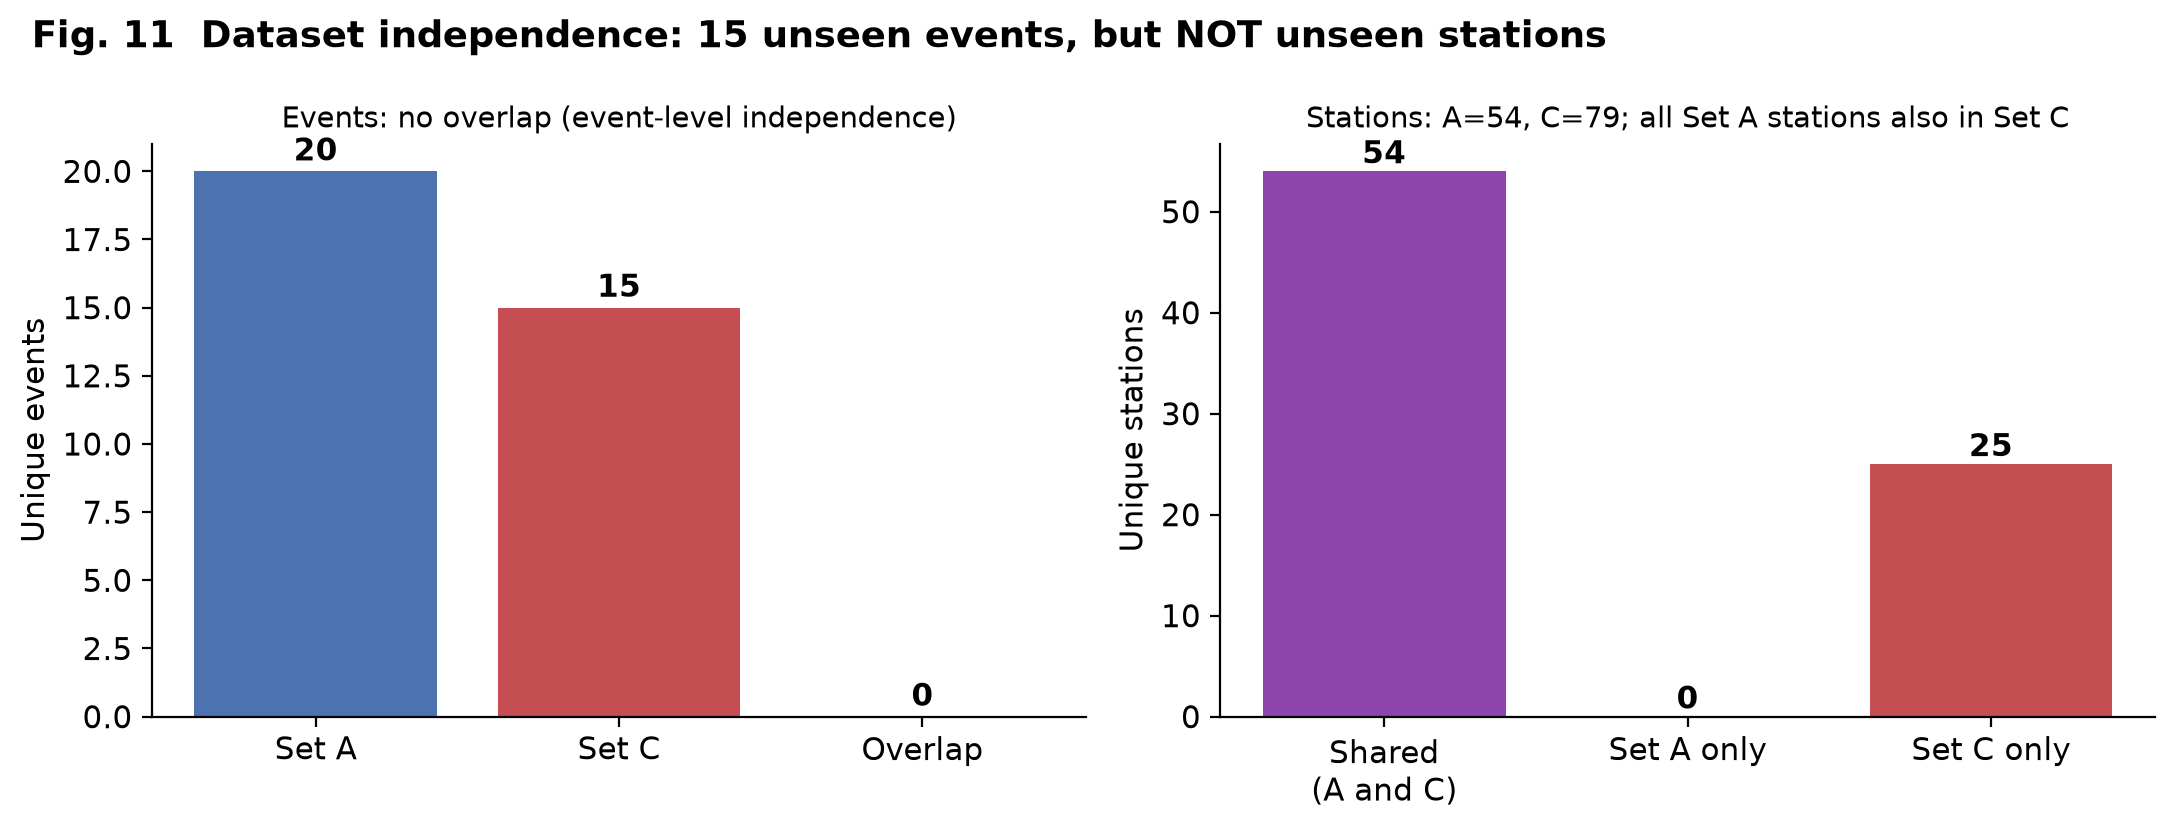 Fig. 11  Dataset independence: 15 unseen events, but NOT unseen stations
Events: no overlap (event-level independence)
Unique events
20.0
17.5
15.0
12.5
10.0
7.5
5.0
2.5
0.0
20
15
0
Set A
Set C
Overlap
Stations: A=54, C=79; all Set A stations also in Set C
Unique stations
50
40
30
20
10
0
54
0
25
Shared
(A and C)
Set A only
Set C only